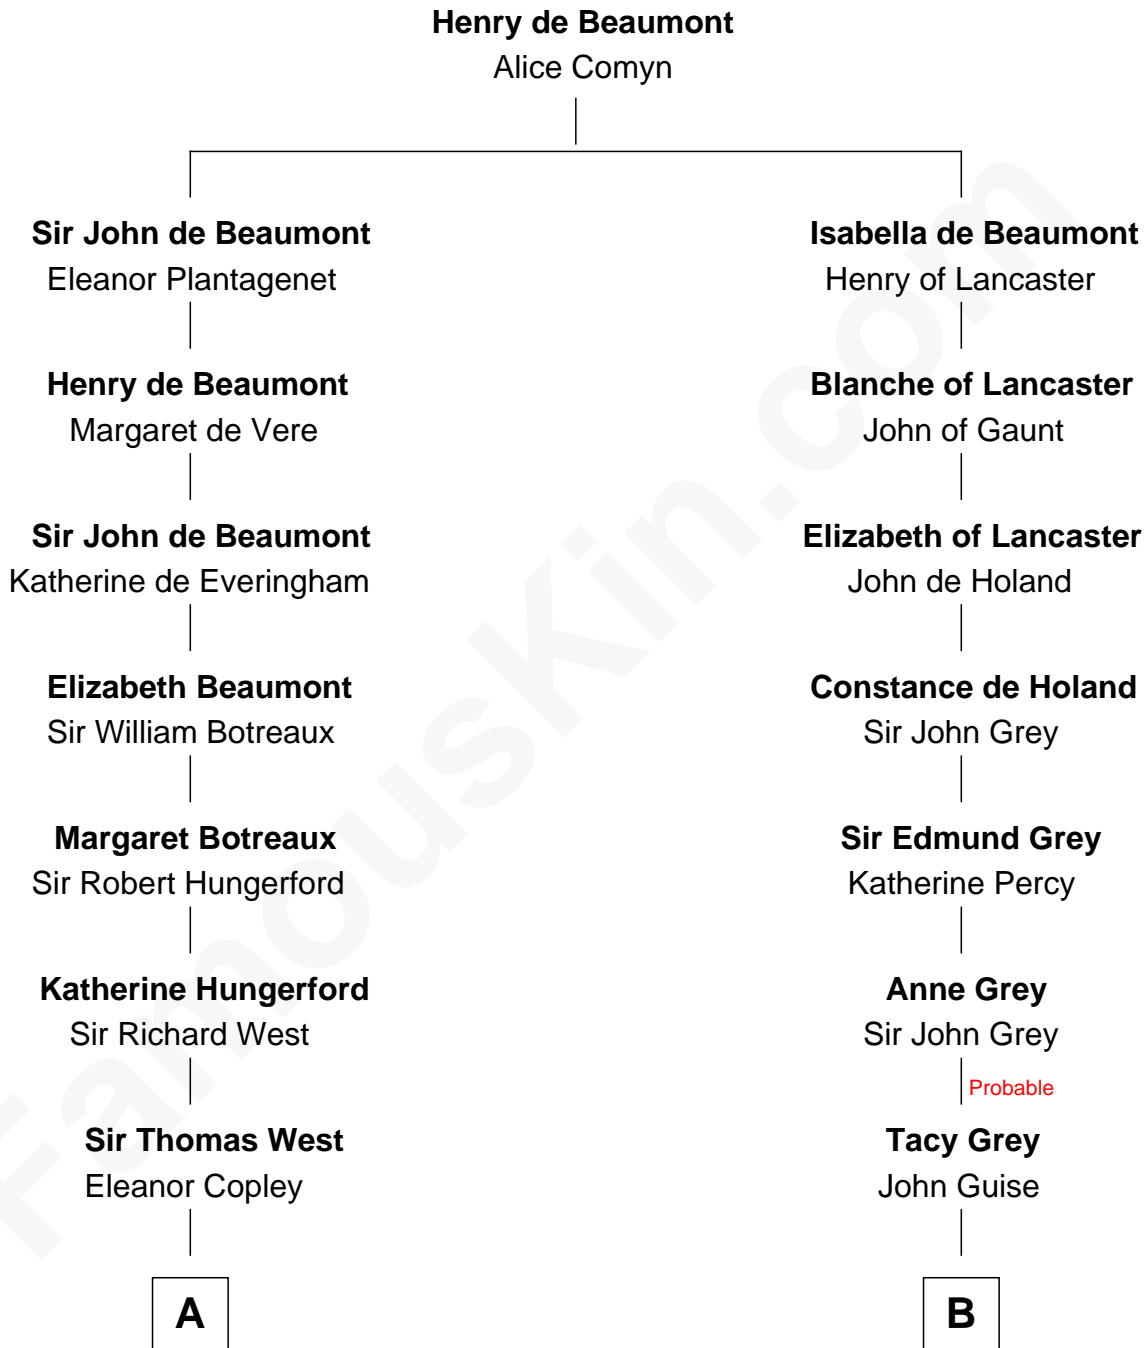 Henry de Beaumont
Alice Comyn
Sir John de Beaumont
Eleanor Plantagenet
Isabella de Beaumont
Henry of Lancaster
Henry de Beaumont
Margaret de Vere
Blanche of Lancaster
John of Gaunt
Sir John de Beaumont
Katherine de Everingham
Elizabeth of Lancaster
John de Holand
Elizabeth Beaumont
Sir William Botreaux
Constance de Holand
Sir John Grey
Margaret Botreaux
Sir Robert Hungerford
Sir Edmund Grey
Katherine Percy
Katherine Hungerford
Sir Richard West
Anne Grey
Sir John Grey
Probable
Sir Thomas West
Eleanor Copley
Tacy Grey
John Guise
A
B
FamousKin.com